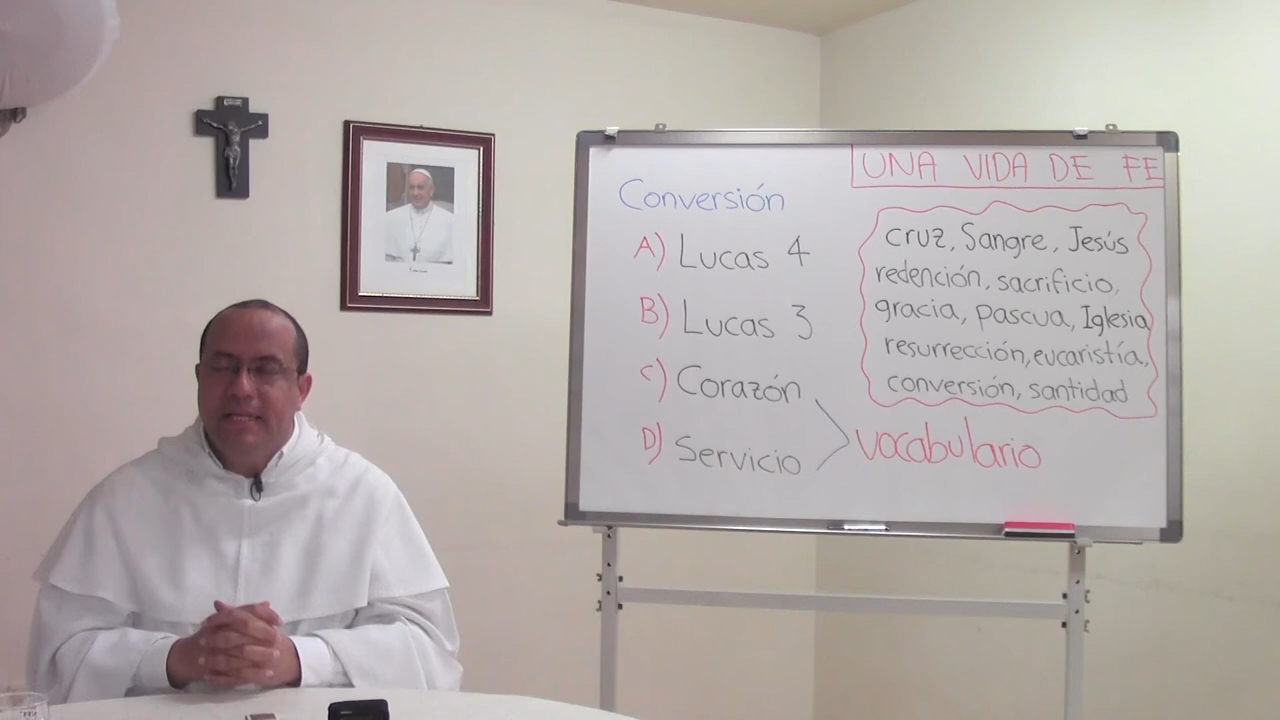 UNA VIDA DE FE
Conversión
A) Lucas 4
B) Lucas 3
C) Corazón
D) Servicio
vocabulario
cruz, Sangre, Jesús
redención, sacrificio,
gracia, pascua, Iglesia
resurrección, eucaristía,
conversión, santidad